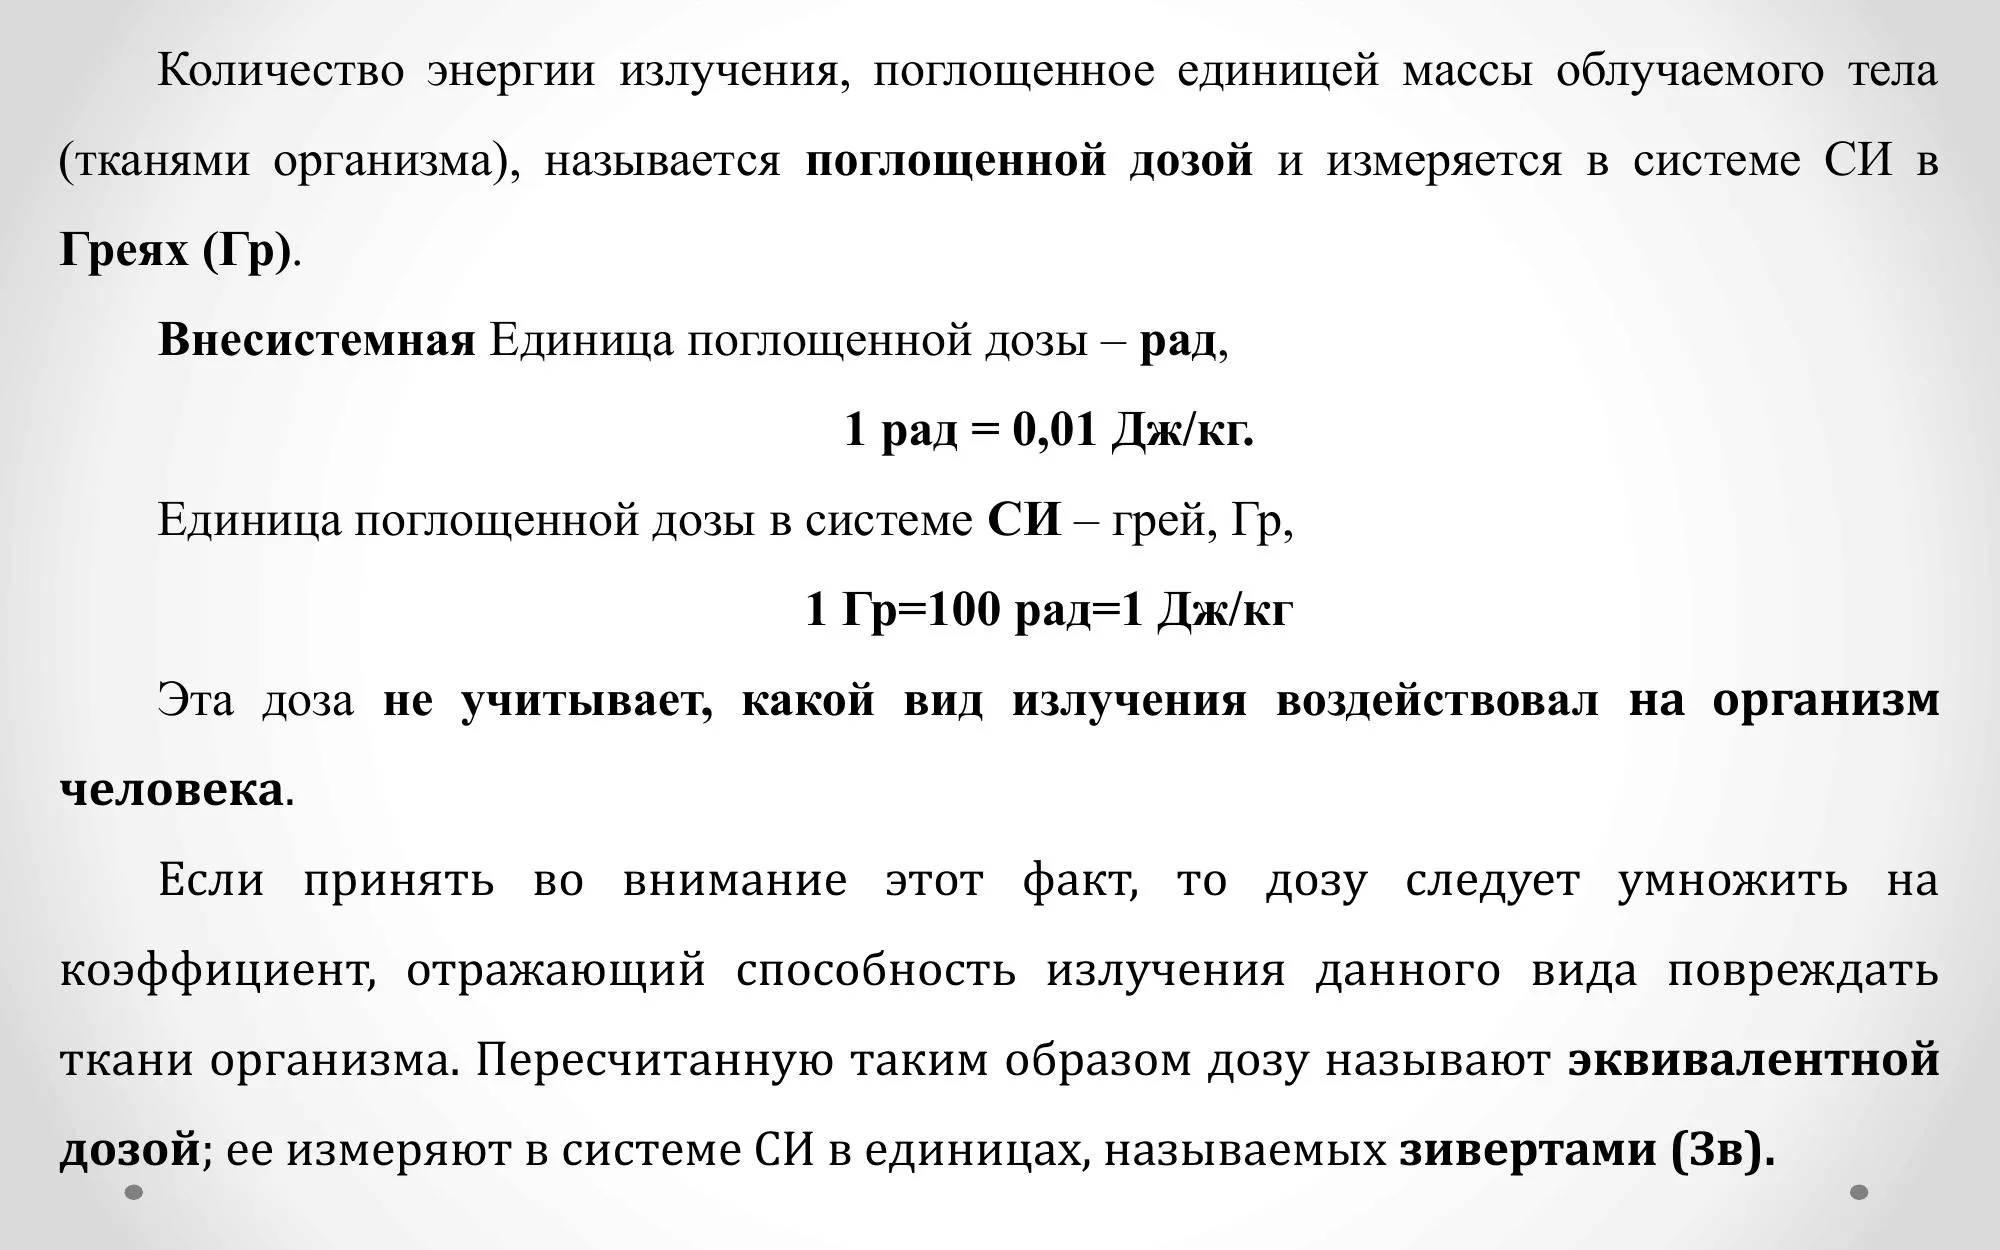 Количество энергии излучения, поглощенное единицей массы облучаемого тела
(тканями организма), называется поглощенной дозой и измеряется в системе СИ в
Греях (Гр).
Внесистемная Единица поглощенной дозы – рад,
1 рад = 0,01 Дж/кг.
Единица поглощенной дозы в системе СИ – грей, Гр,
1 Гр=100 рад=1 Дж/кг
Эта доза не учитывает, какой вид излучения воздействовал на организм
человека.
Если принять во внимание этот факт, то дозу следует умножить на
коэффициент, отражающий способность излучения данного вида повреждать
ткани организма. Пересчитанную таким образом дозу называют эквивалентной
дозой; ее измеряют в системе СИ в единицах, называемых зивертами (Зв).